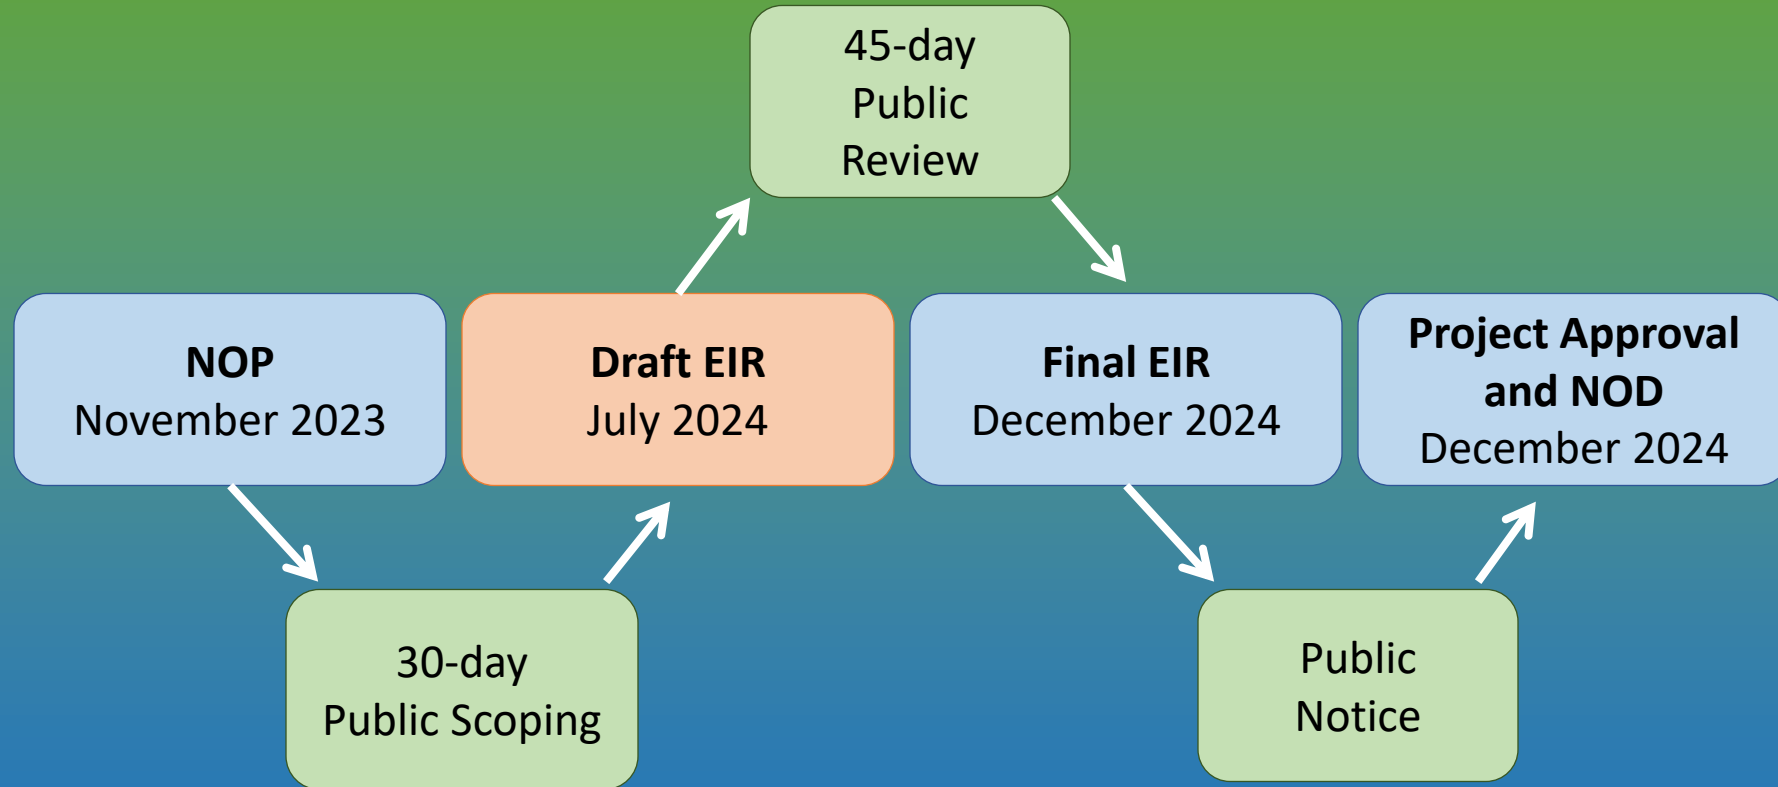 45-day
Public
Review
NOP
November 2023
Draft EIR
July 2024
Final EIR
December 2024
Project Approval
and NOD
December 2024
30-day
Public Scoping
Public
Notice